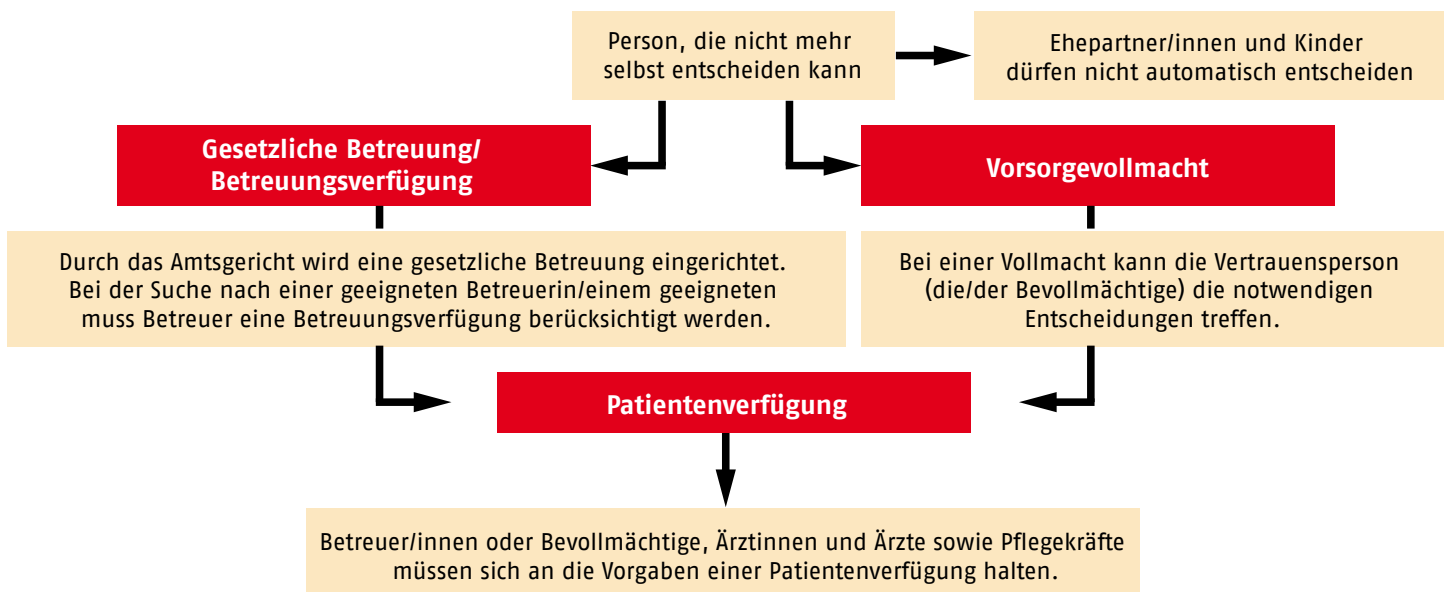 Person, die nicht mehr
selbst entscheiden kann
Ehepartner/innen und Kinder
dürfen nicht automatisch entscheiden
Gesetzliche Betreuung/
Betreuungsverfügung
Vorsorgevollmacht
Durch das Amtsgericht wird eine gesetzliche Betreuung eingerichtet.
Bei der Suche nach einer geeigneten Betreuerin/einem geeigneten
muss Betreuer eine Betreuungsverfügung berücksichtigt werden.
Bei einer Vollmacht kann die Vertrauensperson
(die/der Bevollmächtige) die notwendigen
Entscheidungen treffen.
Patientenverfügung
Betreuer/innen oder Bevollmächtige, Ärztinnen und Ärzte sowie Pflegekräfte
müssen sich an die Vorgaben einer Patientenverfügung halten.